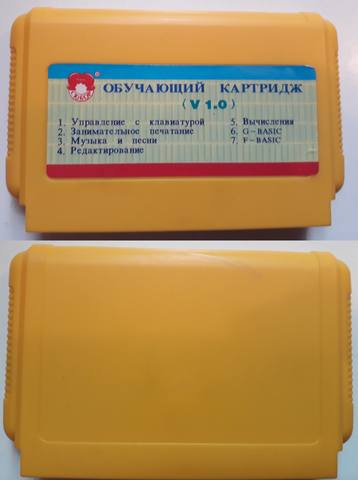 ОБУЧАЮЩИЙ КАРТРИДЖ
( V 1.0 )
1. Управление с клавиатурой
2. Занимательное печатание
3. Музыка и песни
4. Редактирование
5. Вычисления
6. G-BASIC
7. F-BASIC